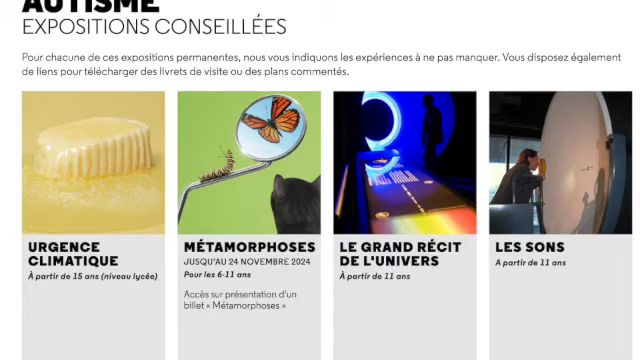 AUTISME
EXPOSITIONS CONSEILLÉES
Pour chacune de ces expositions permanentes, nous vous indiquons les expériences à ne pas manquer. Vous disposez également
de liens pour télécharger des livrets de visite ou des plans commentés.
URGENCE
CLIMATIQUE
À partir de 15 ans (niveau lycée)
MÉTAMORPHOSES
JUSQU'AU 24 NOVEMBRE 2024
Pour les 6-11 ans
Accès sur présentation d'un
billet « Métamorphoses »
LE GRAND RÉCIT
DE L'UNIVERS
À partir de 11 ans
LES SONS
A partir de 11 ans